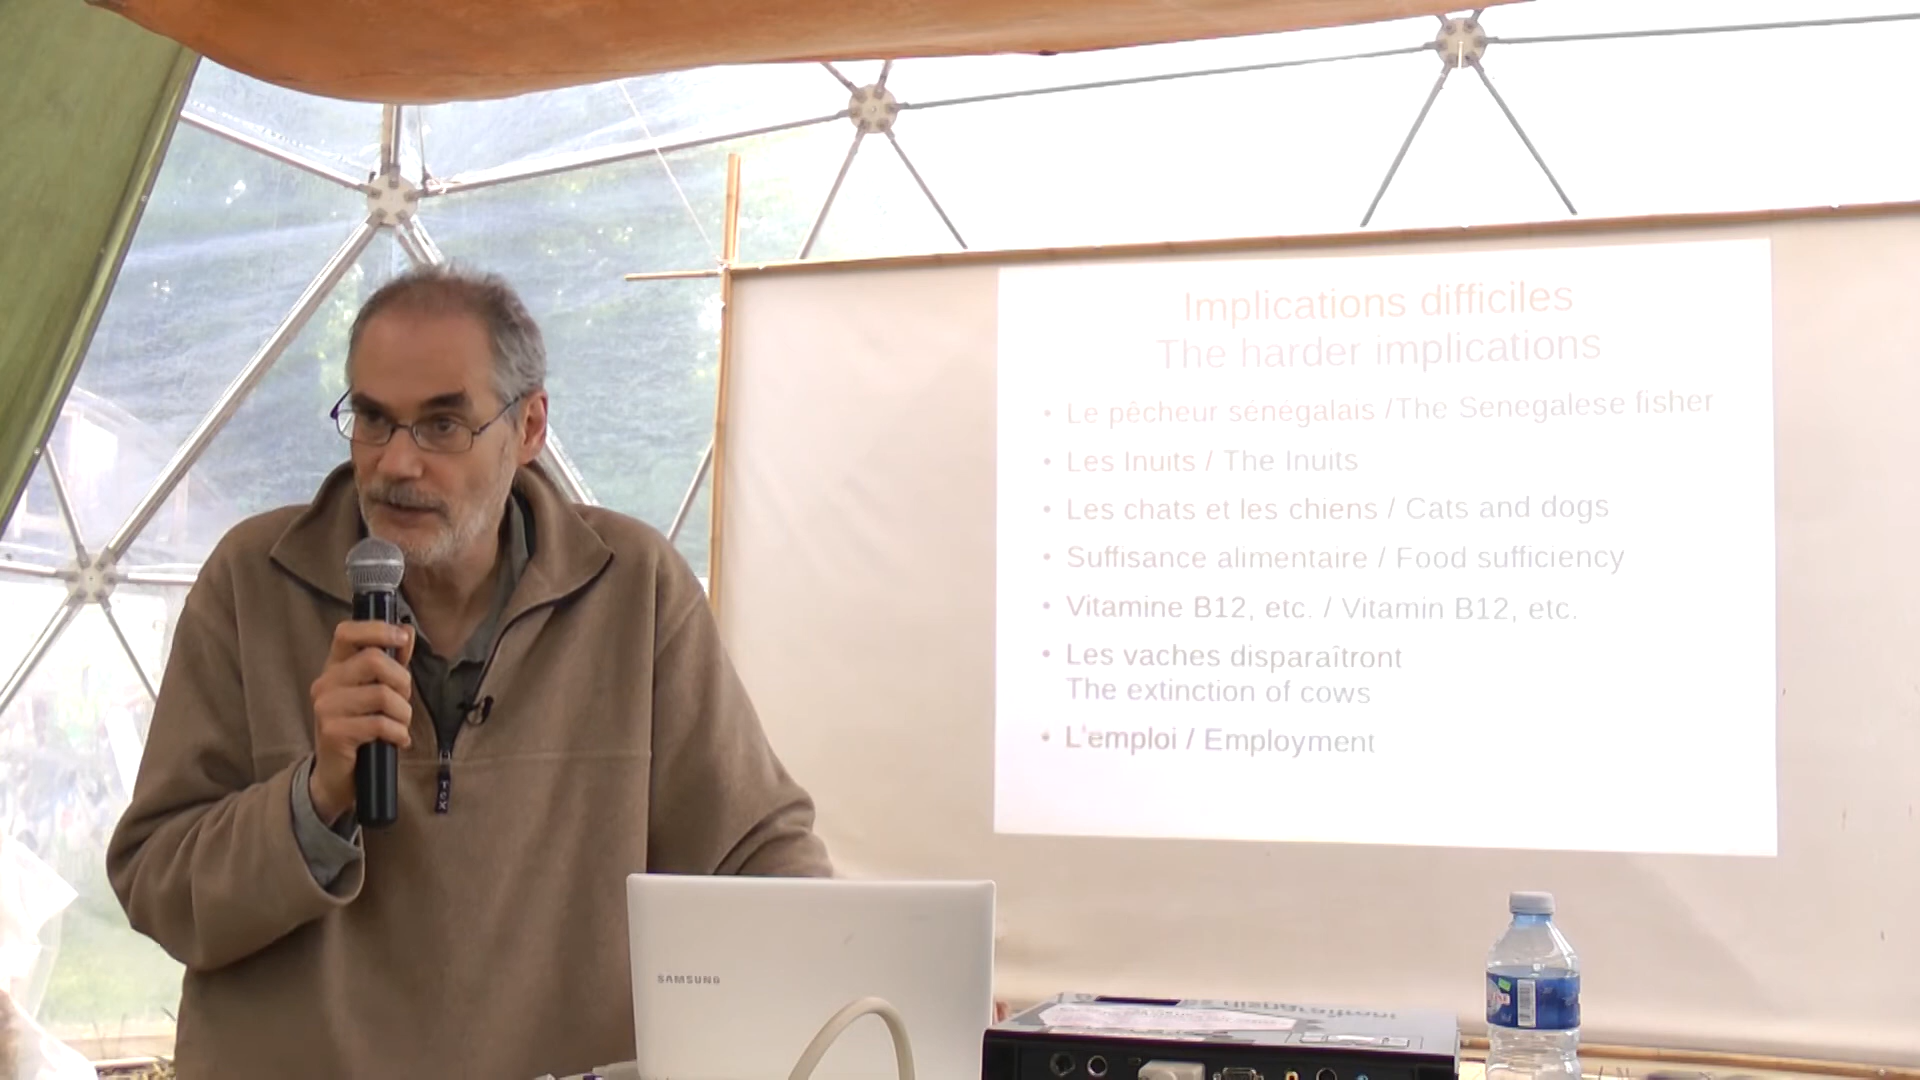 Implications difficiles
The harder implications
• Le pêcheur sénégalais /The Senegalese fisher
• Les Inuits / The Inuits
• Les chats et les chiens / Cats and dogs
• Suffisance alimentaire / Food sufficiency
• Vitamine B12, etc. / Vitamin B12, etc.
• Les vaches disparaîtront
The extinction of cows
• L'emploi / Employment
SAMSUNG